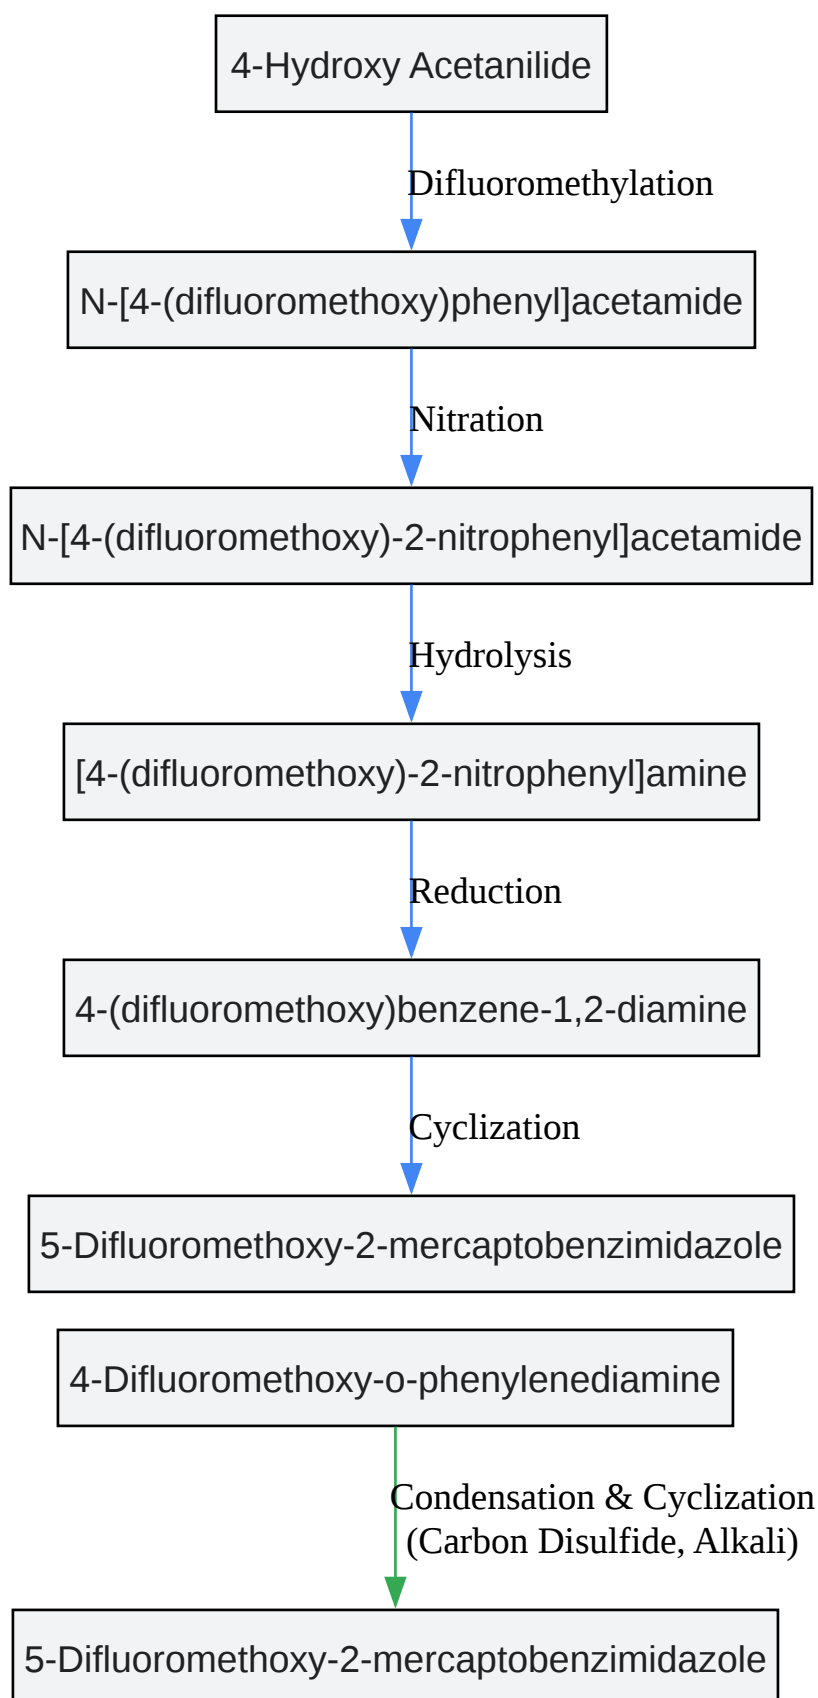 4-Hydroxy Acetanilide
Difluoromethylation
N-[4-(difluoromethoxy)phenyl]acetamide
Nitration
N-[4-(difluoromethoxy)-2-nitrophenyl]acetamide
Hydrolysis
[4-(difluoromethoxy)-2-nitrophenyl]amine
Reduction
4-(difluoromethoxy)benzene-1,2-diamine
Cyclization
5-Difluoromethoxy-2-mercaptobenzimidazole
4-Difluoromethoxy-o-phenylenediamine
Condensation & Cyclization
(Carbon Disulfide, Alkali)
5-Difluoromethoxy-2-mercaptobenzimidazole